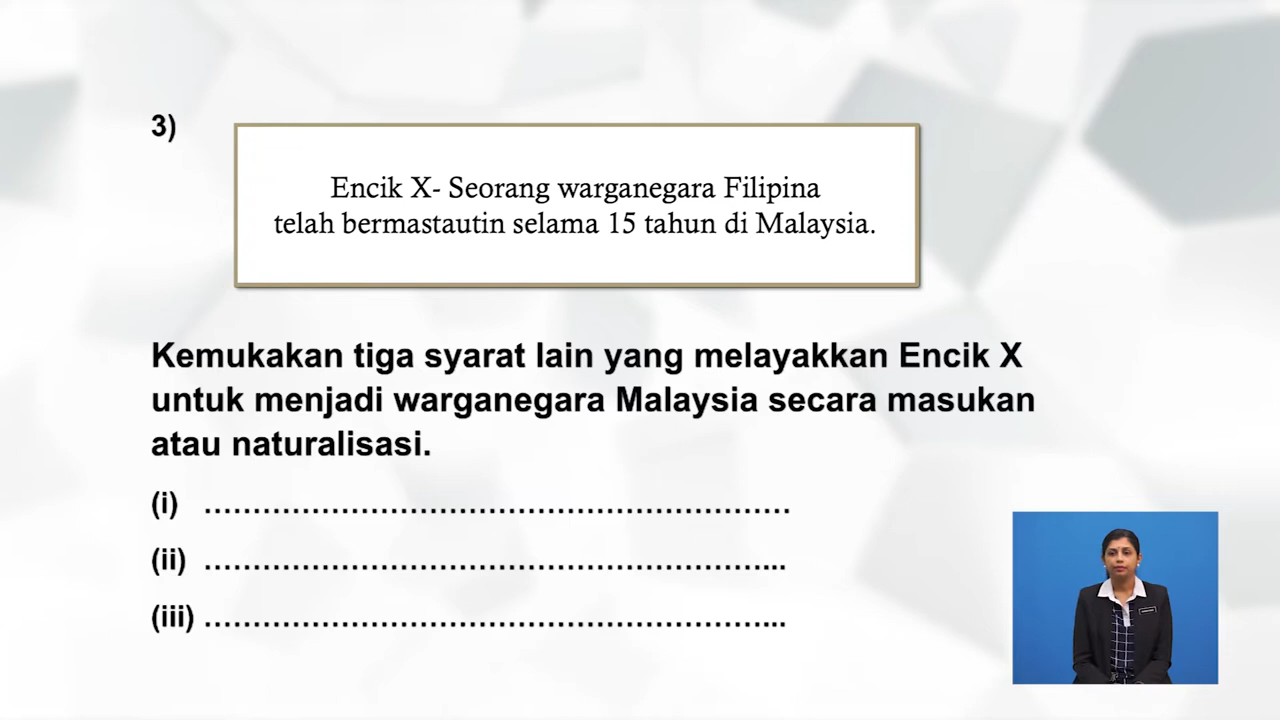 3)
Encik X- Seorang warganegara Filipina
telah bermastautin selama 15 tahun di Malaysia.
Kemukakan tiga syarat lain yang melayakkan Encik X
untuk menjadi warganegara Malaysia secara masukan
atau naturalisasi.
(i) ………………………………………………………
(ii) …………………………………………………...
(iii) …………………………………………………...